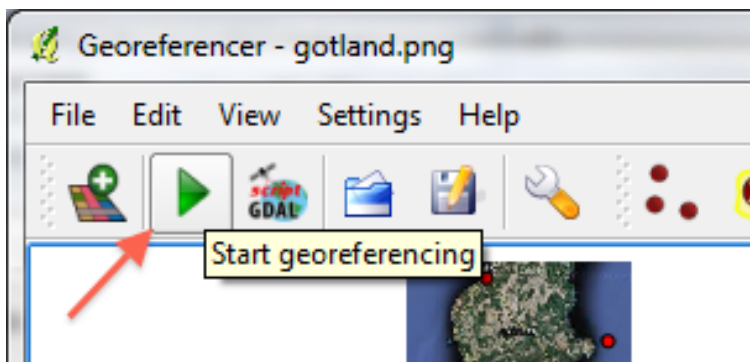 Georeferencer - gotland.png
File Edit View Settings Help
script
GDAL
Start georeferencing